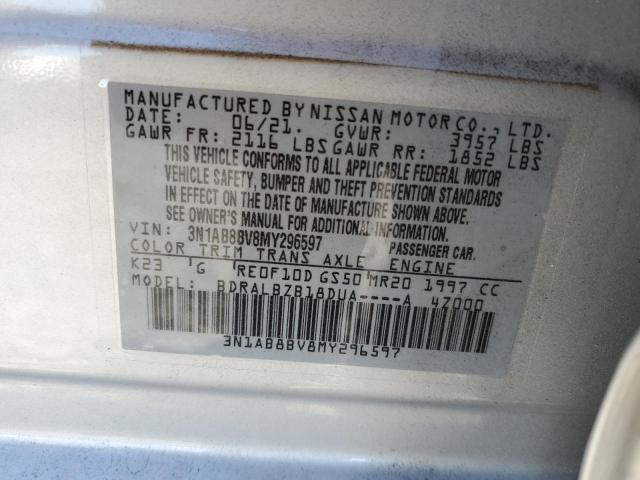 MANUFACTURED BY NISSAN MOTOR CO., LTD.
DATE: 06/21. GVWR: 3957 LBS
GAWR FR: 2116 LBS GAWR RR: 1852 LBS
THIS VEHICLE CONFORMS TO ALL APPLICABLE FEDERAL MOTOR
VEHICLE SAFETY, BUMPER AND THEFT PREVENTION STANDARDS
IN EFFECT ON THE DATE OF MANUFACTURE SHOWN ABOVE.
SEE OWNER'S MANUAL FOR ADDITIONAL INFORMATION
VIN: 3N1AB8BV8MY296597 PASSENGER CAR.
COLOR TRIM TRANS AXLE ENGINE
K23 G RE0F10D GS50 MR20 1997 CC
MODEL: BDRALBZB18DUA----A 4Z000
3N1AB8BV8MY296597